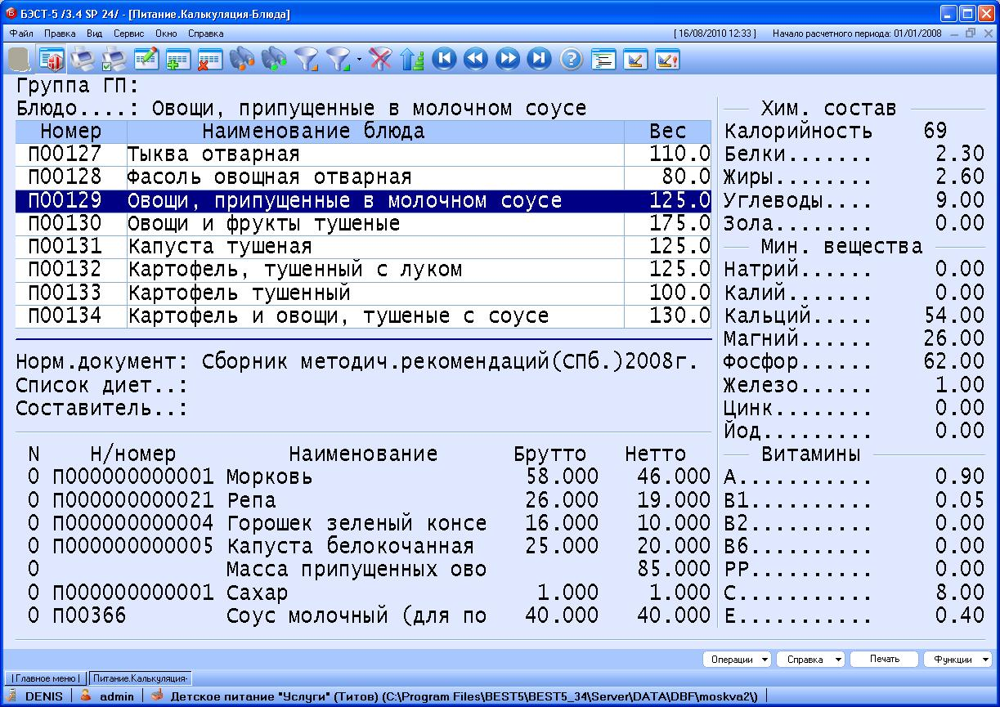 БЭСТ-5 /3.4 SP 24/ - [Питание.Калькуляция-Блюда]
Файл Правка Вид Сервис Окно Справка [ 16/08/2010 12:33 ] Начало расчетного периода: 01/01/2008
Группа ГП:
Блюдо....: Овощи, припущенные в молочном соусе
Номер Наименование блюда Вес
П00127 Тыква отварная 110.0
П00128 Фасоль овощная отварная 80.0
П00129 Овощи, припущенные в молочном соусе 125.0
П00130 Овощи и фрукты тушеные 175.0
П00131 Капуста тушеная 125.0
П00132 Картофель, тушенный с луком 125.0
П00133 Картофель тушенный 100.0
П00134 Картофель и овощи, тушеные с соусе 130.0
Норм.документ: Сборник методич.рекомендаций(СПб.)2008г.
Список диет..:
Составитель..:
N Н/номер Наименование Брутто Нетто
0 П000000000001 Морковь 58.000 46.000
0 П000000000021 Репа 26.000 19.000
0 П000000000004 Горошек зеленый консе 16.000 10.000
0 П000000000005 Капуста белокочанная 25.000 20.000
0 Масса припущенных ово 85.000
0 П000000000001 Сахар 1.000 1.000
0 П00366 Соус молочный (для по 40.000 40.000
Хим. состав
Калорийность 69
Белки....... 2.30
Жиры........ 2.60
Углеводы.... 9.00
Зола........ 0.00
Мин. вещества
Натрий...... 0.00
Калий....... 0.00
Кальций..... 54.00
Магний...... 26.00
Фосфор...... 62.00
Железо...... 1.00
Цинк........ 0.00
Йод......... 0.00
Витамины
А........... 0.90
В1.......... 0.05
В2.......... 0.00
В6.......... 0.00
РР.......... 0.00
С........... 8.00
Е........... 0.40
Операции Справка Печать Функции
| Главное меню | Питание.Калькуляция-
DENIS admin Детское питание "Услуги" (Титов) (C:\Program Files\BEST5\BEST5_34\Server\DATA\DBF\moskva2\)